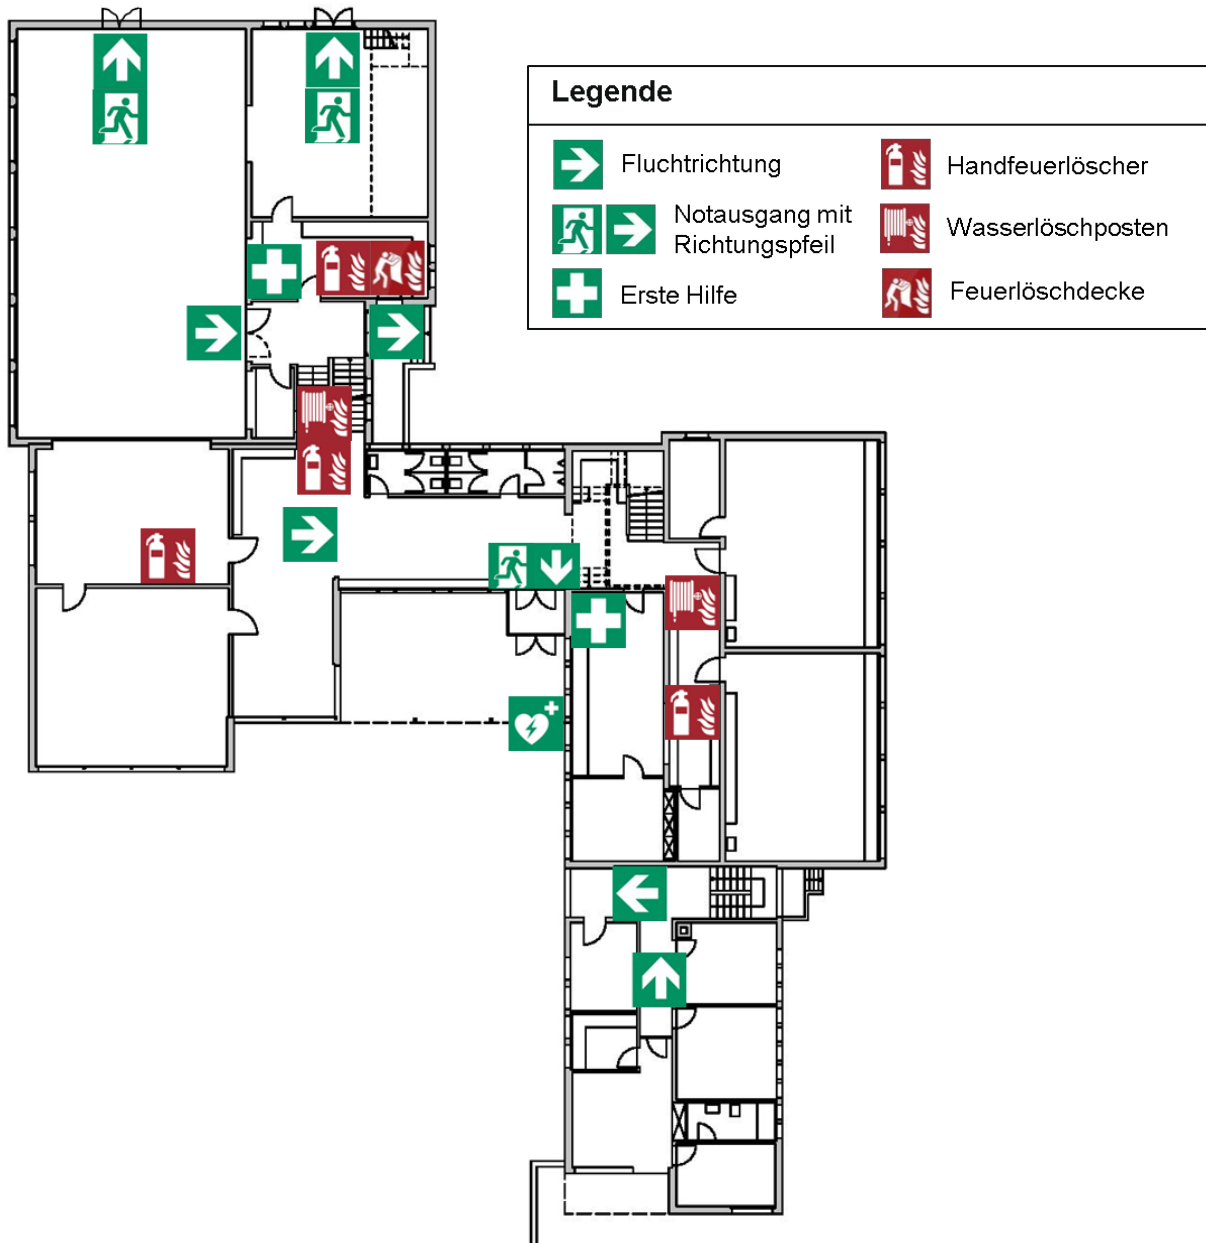 Legende
Fluchtrichtung
Handfeuerlöscher
Notausgang mit
Richtungspfeil
Wasserlöschposten
Erste Hilfe
Feuerlöschdecke